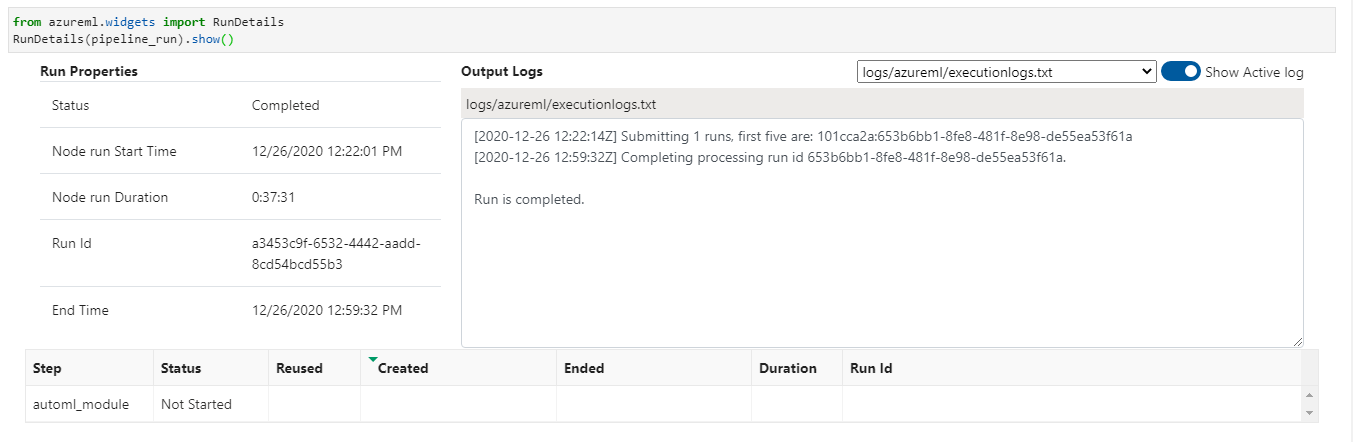 from azureml.widgets import RunDetails
RunDetails(pipeline_run).show()
Run Properties
Status Completed
Node run Start Time 12/26/2020 12:22:01 PM
Node run Duration 0:37:31
Run Id a3453c9f-6532-4442-aadd-
8cd54bcd55b3
End Time 12/26/2020 12:59:32 PM
Output Logs
logs/azureml/executionlogs.txt Show Active log
logs/azureml/executionlogs.txt
[2020-12-26 12:22:14Z] Submitting 1 runs, first five are: 101cca2a:653b6bb1-8fe8-481f-8e98-de55ea53f61a
[2020-12-26 12:59:32Z] Completing processing run id 653b6bb1-8fe8-481f-8e98-de55ea53f61a.
Run is completed.
Step Status Reused Created Ended Duration Run Id
automl_module Not Started